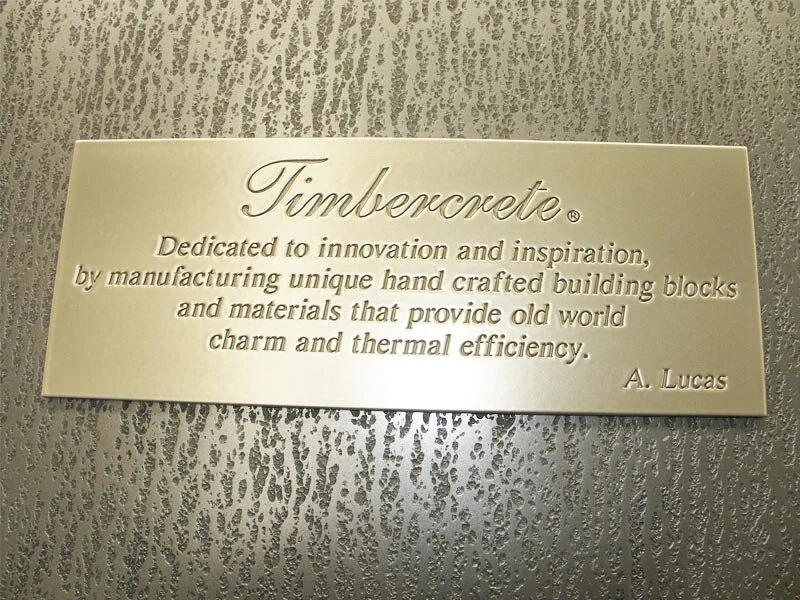 Timbercrete®
Dedicated to innovation and inspiration,
by manufacturing unique hand crafted building blocks
and materials that provide old world
charm and thermal efficiency.
A. Lucas